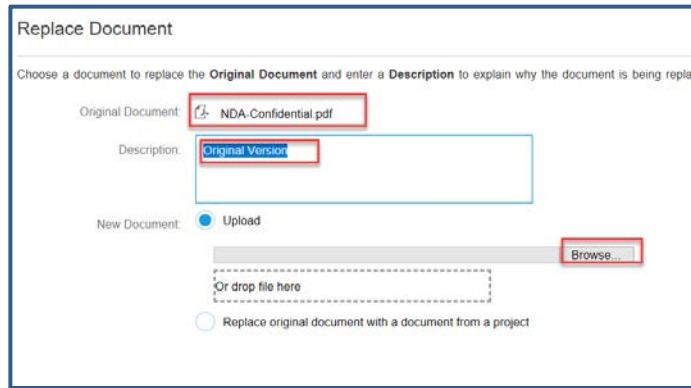 Replace Document
Choose a document to replace the Original Document and enter a Description to explain why the document is being repla
Original Document: NDA-Confidential.pdf
Description: Original Version
New Document: Upload
Browse...
Or drop file here
Replace original document with a document from a project